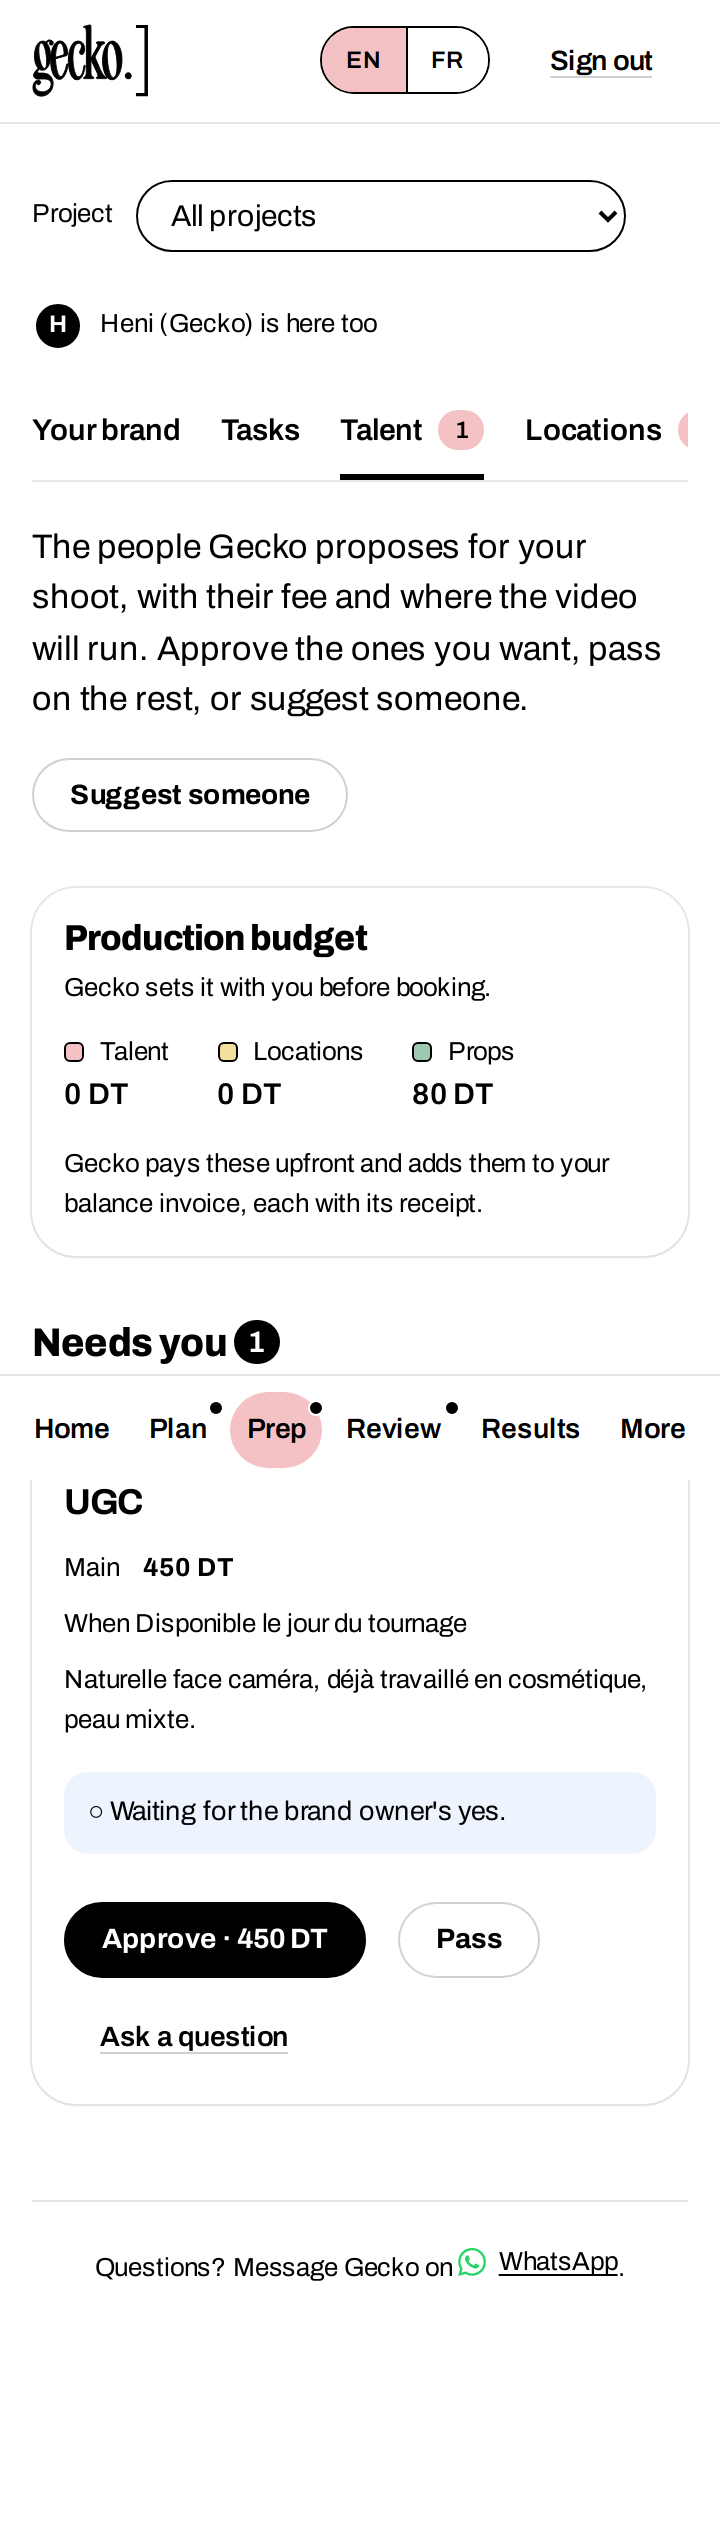 gecko.]
EN FR
Sign out
Project
All projects
H
Heni (Gecko) is here too
Your brand Tasks Talent 1 Locations
The people Gecko proposes for your
shoot, with their fee and where the video
will run. Approve the ones you want, pass
on the rest, or suggest someone.
Suggest someone
Production budget
Gecko sets it with you before booking.
Talent Locations Props
0 DT 0 DT 80 DT
Gecko pays these upfront and adds them to your
balance invoice, each with its receipt.
Needs you 1
Home Plan Prep Review Results More
UGC
Main 450 DT
When Disponible le jour du tournage
Naturelle face caméra, déjà travaillé en cosmétique,
peau mixte.
○ Waiting for the brand owner's yes.
Approve · 450 DT Pass
Ask a question
Questions? Message Gecko on WhatsApp.